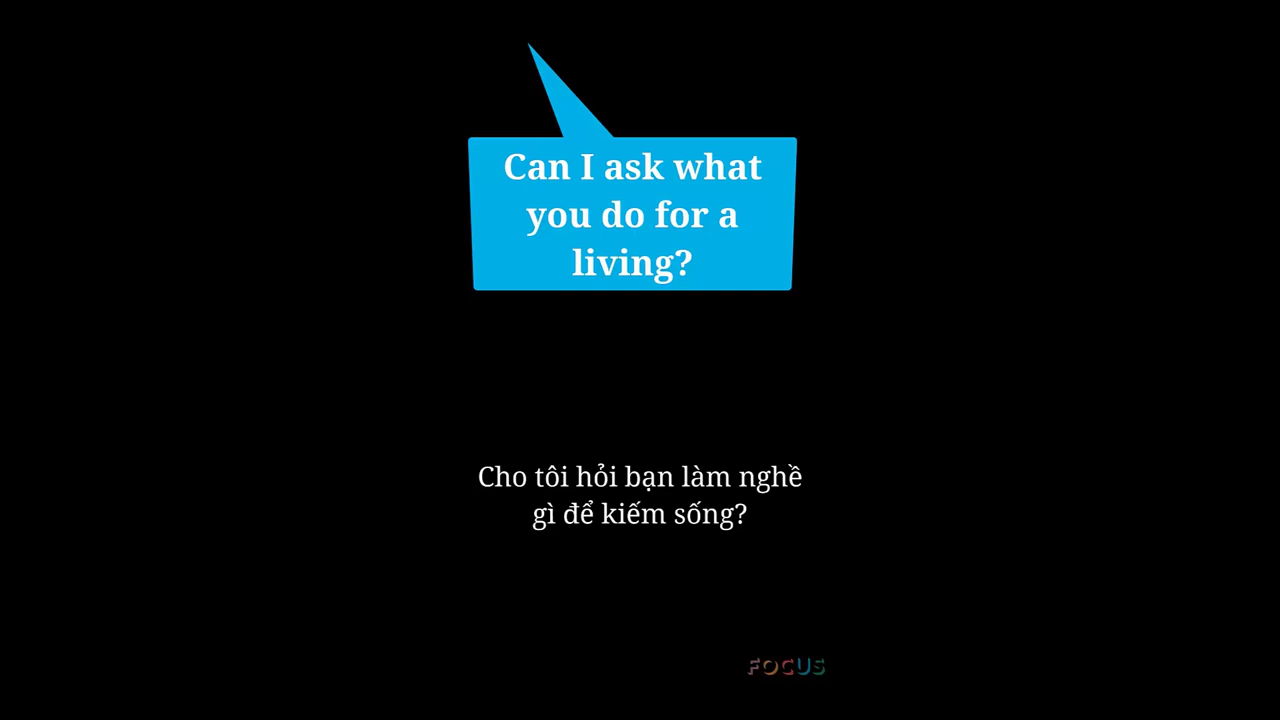 Can I ask what
you do for a
living?
Cho tôi hỏi bạn làm nghề
gì để kiếm sống?
FOCUS